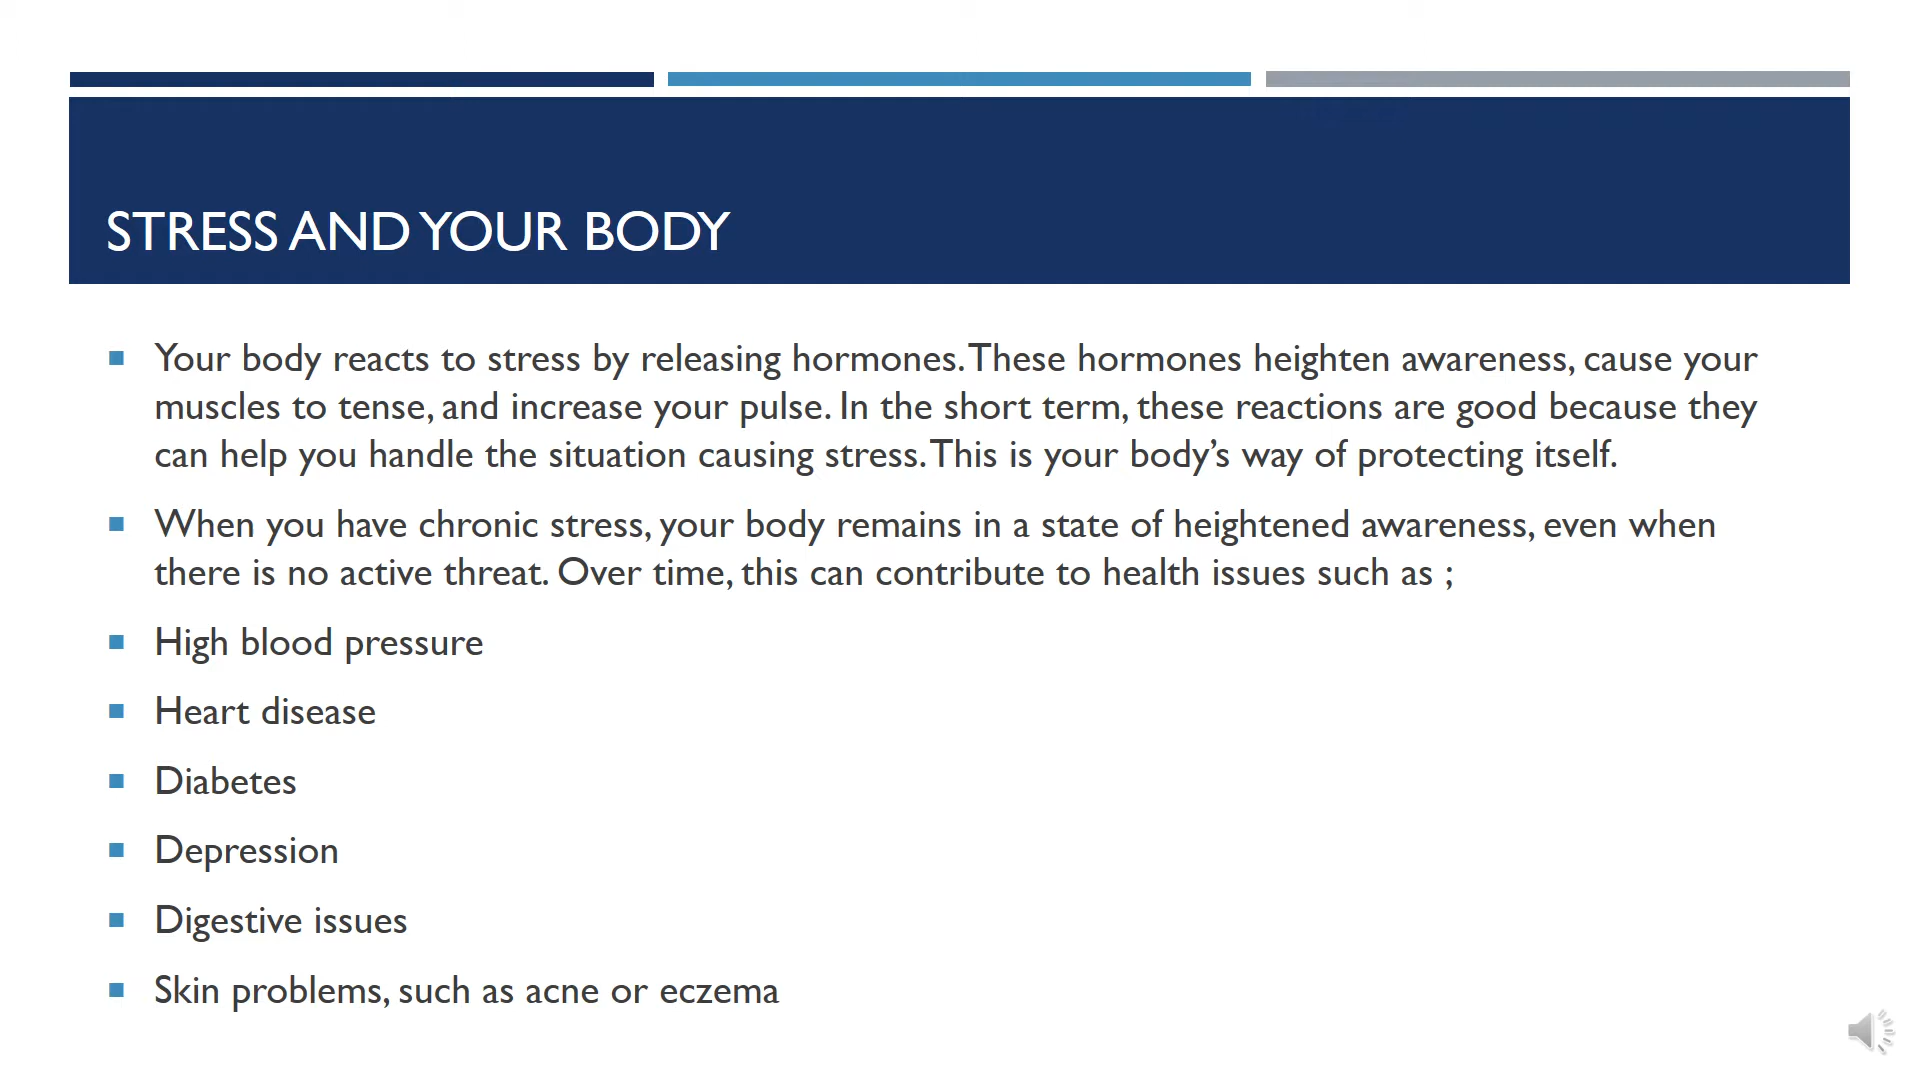 STRESS AND YOUR BODY
Your body reacts to stress by releasing hormones. These hormones heighten awareness, cause your
muscles to tense, and increase your pulse. In the short term, these reactions are good because they
can help you handle the situation causing stress. This is your body’s way of protecting itself.
When you have chronic stress, your body remains in a state of heightened awareness, even when
there is no active threat. Over time, this can contribute to health issues such as ;
High blood pressure
Heart disease
Diabetes
Depression
Digestive issues
Skin problems, such as acne or eczema